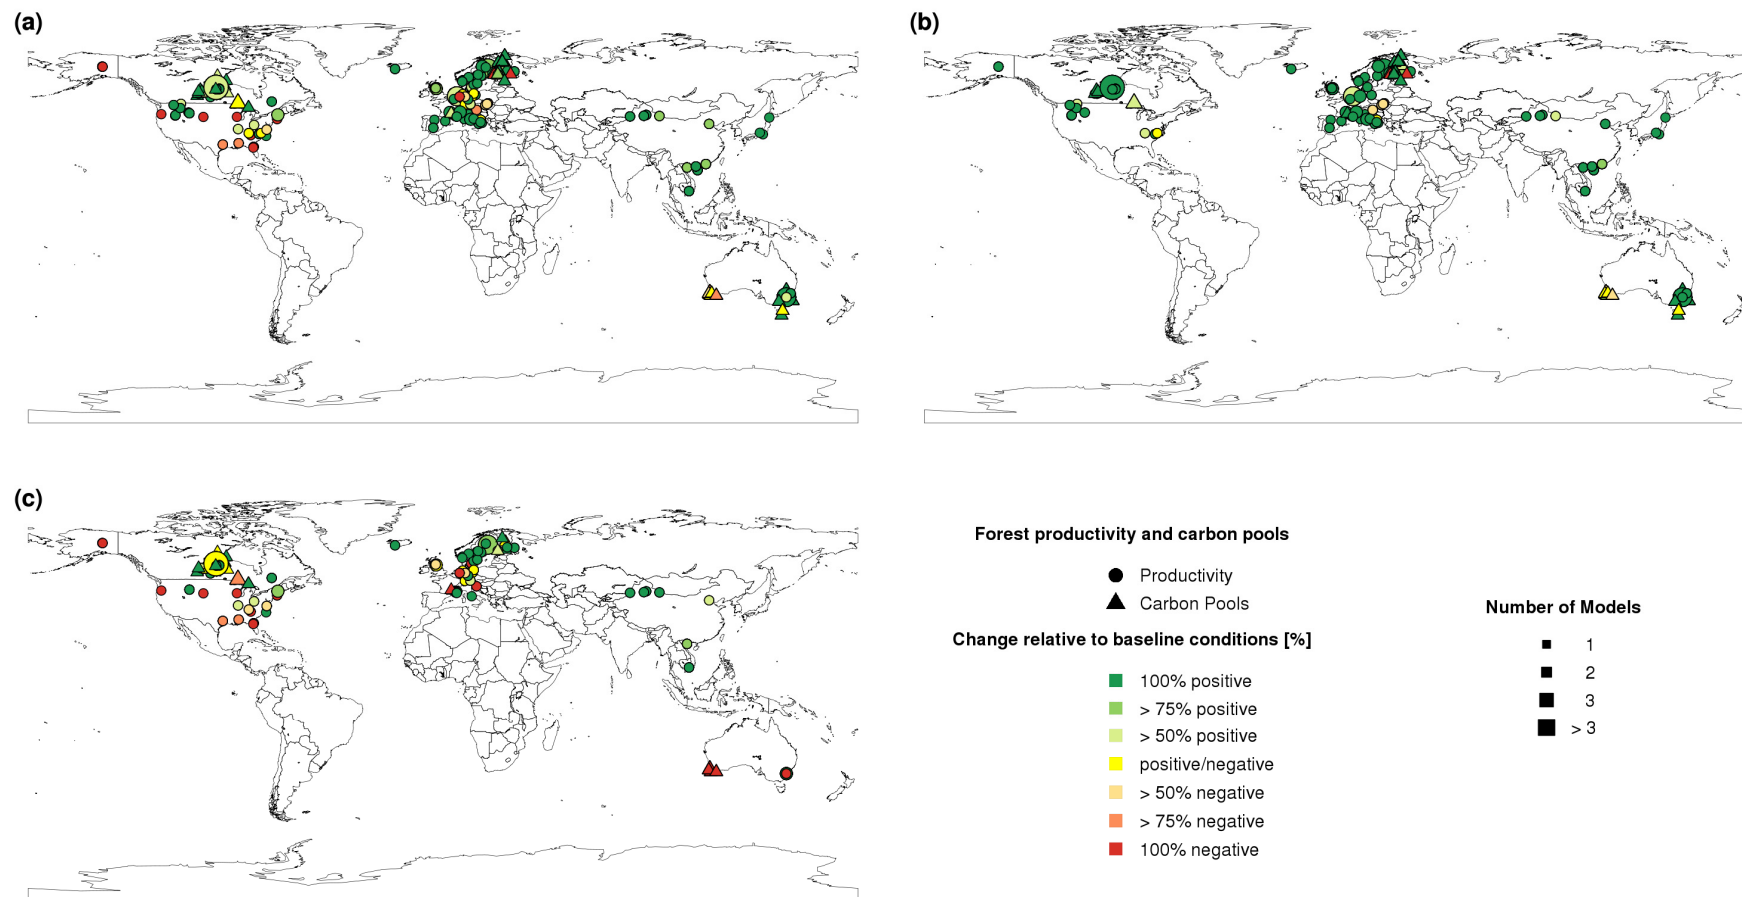 (a)
(b)
(c)
Forest productivity and carbon pools
Productivity
Carbon Pools
Change relative to baseline conditions [%]
100% positive
> 75% positive
> 50% positive
positive/negative
> 50% negative
> 75% negative
100% negative
Number of Models
1
2
3
> 3